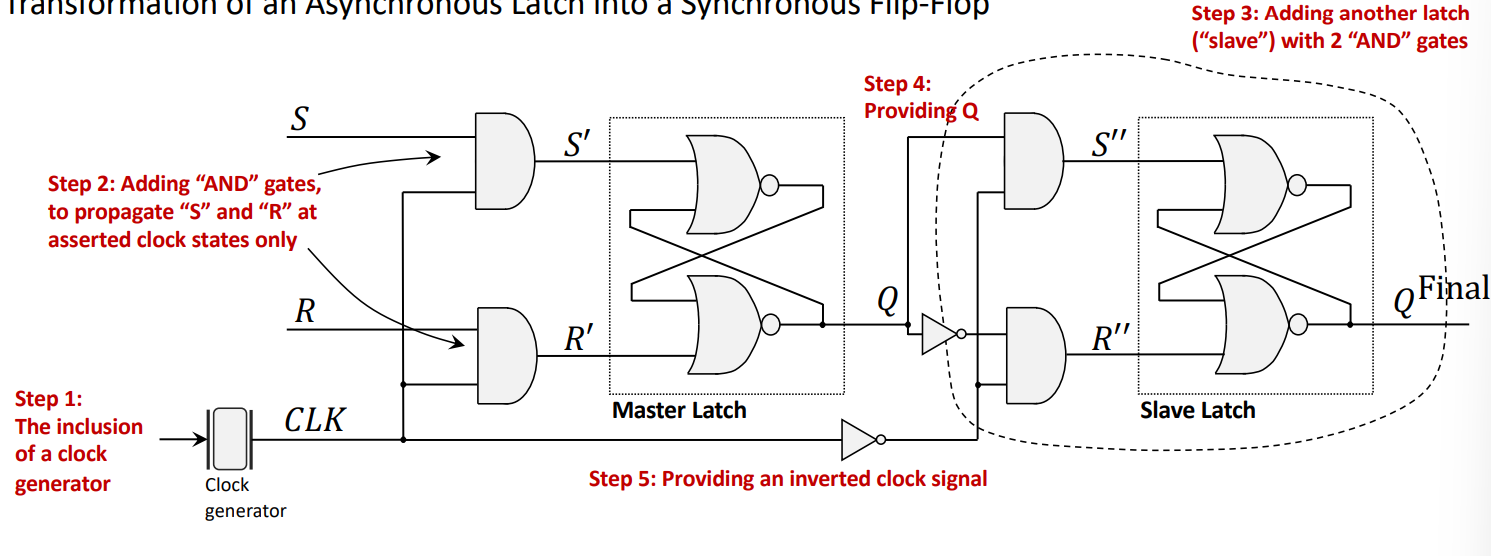 Transformation of an Asynchronous Latch into a Synchronous Flip-Flop
Step 3: Adding another latch
("slave") with 2 "AND" gates
Step 4:
Providing Q
S
S′
S′′
Step 2: Adding "AND" gates,
to propagate "S" and "R" at
asserted clock states only
R
R′
Q
R′′
Q^Final
Step 1:
The inclusion
of a clock
generator
CLK
Master Latch
Slave Latch
Step 5: Providing an inverted clock signal
Clock
generator